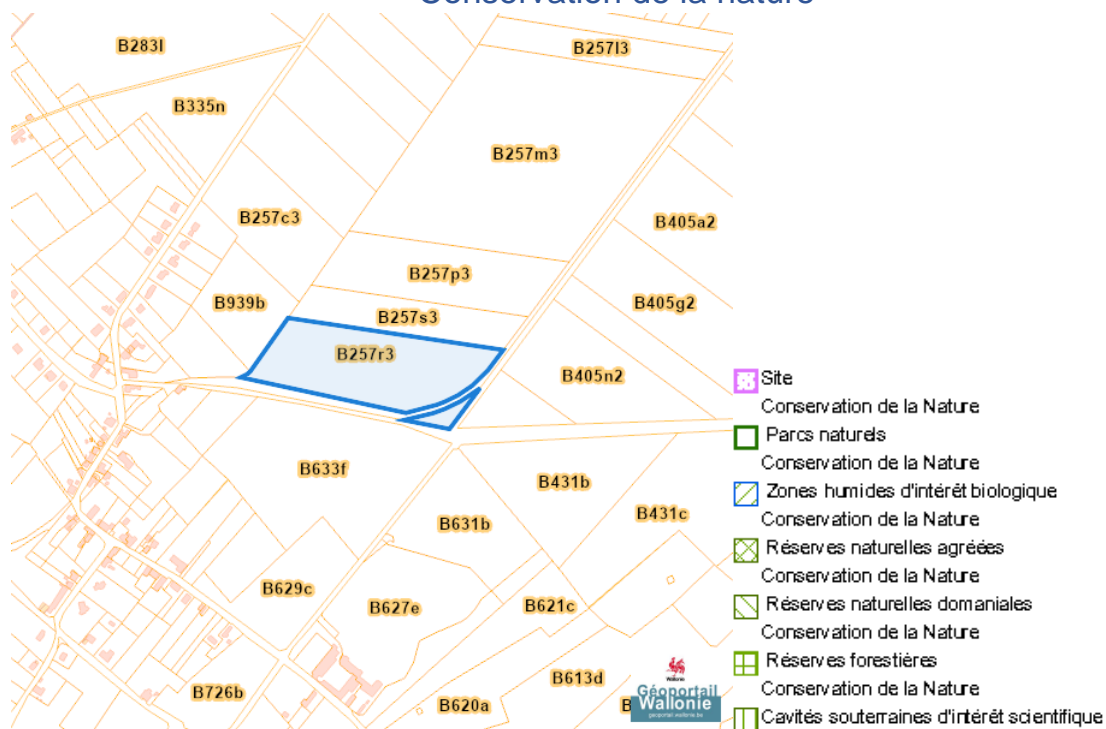 Conservation de la nature
B283l
B257l3
B335n
B257m3
B257c3
B405a2
B257p3
B939b
B405g2
B257s3
B257r3
B405n2
Site
Conservation de la Nature
Parcs naturels
Conservation de la Nature
Zones humides d'intérêt biologique
Conservation de la Nature
Réserves naturelles agréées
Conservation de la Nature
Réserves naturelles domaniales
Conservation de la Nature
Réserves forestières
Conservation de la Nature
Cavités souterraines d'intérêt scientifique
B633f
B431b
B431c
B631b
B629c
B627e
B621c
B613d
B726b
B620a
B
Wallonie
Géoportail
Wallonie
geoportail.wallonie.be